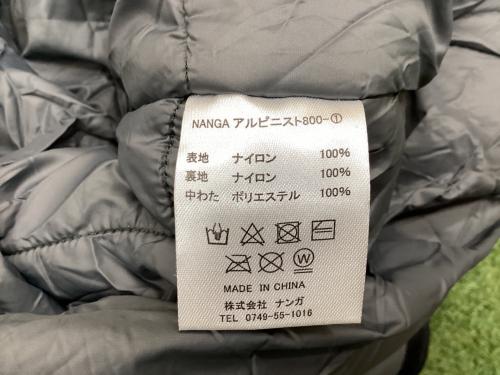 NANGA アルピニスト800-①
表地 ナイロン 100%
裏地 ナイロン 100%
中わた ポリエステル 100%
W
MADE IN CHINA
株式会社 ナンガ
TEL 0749-55-1016